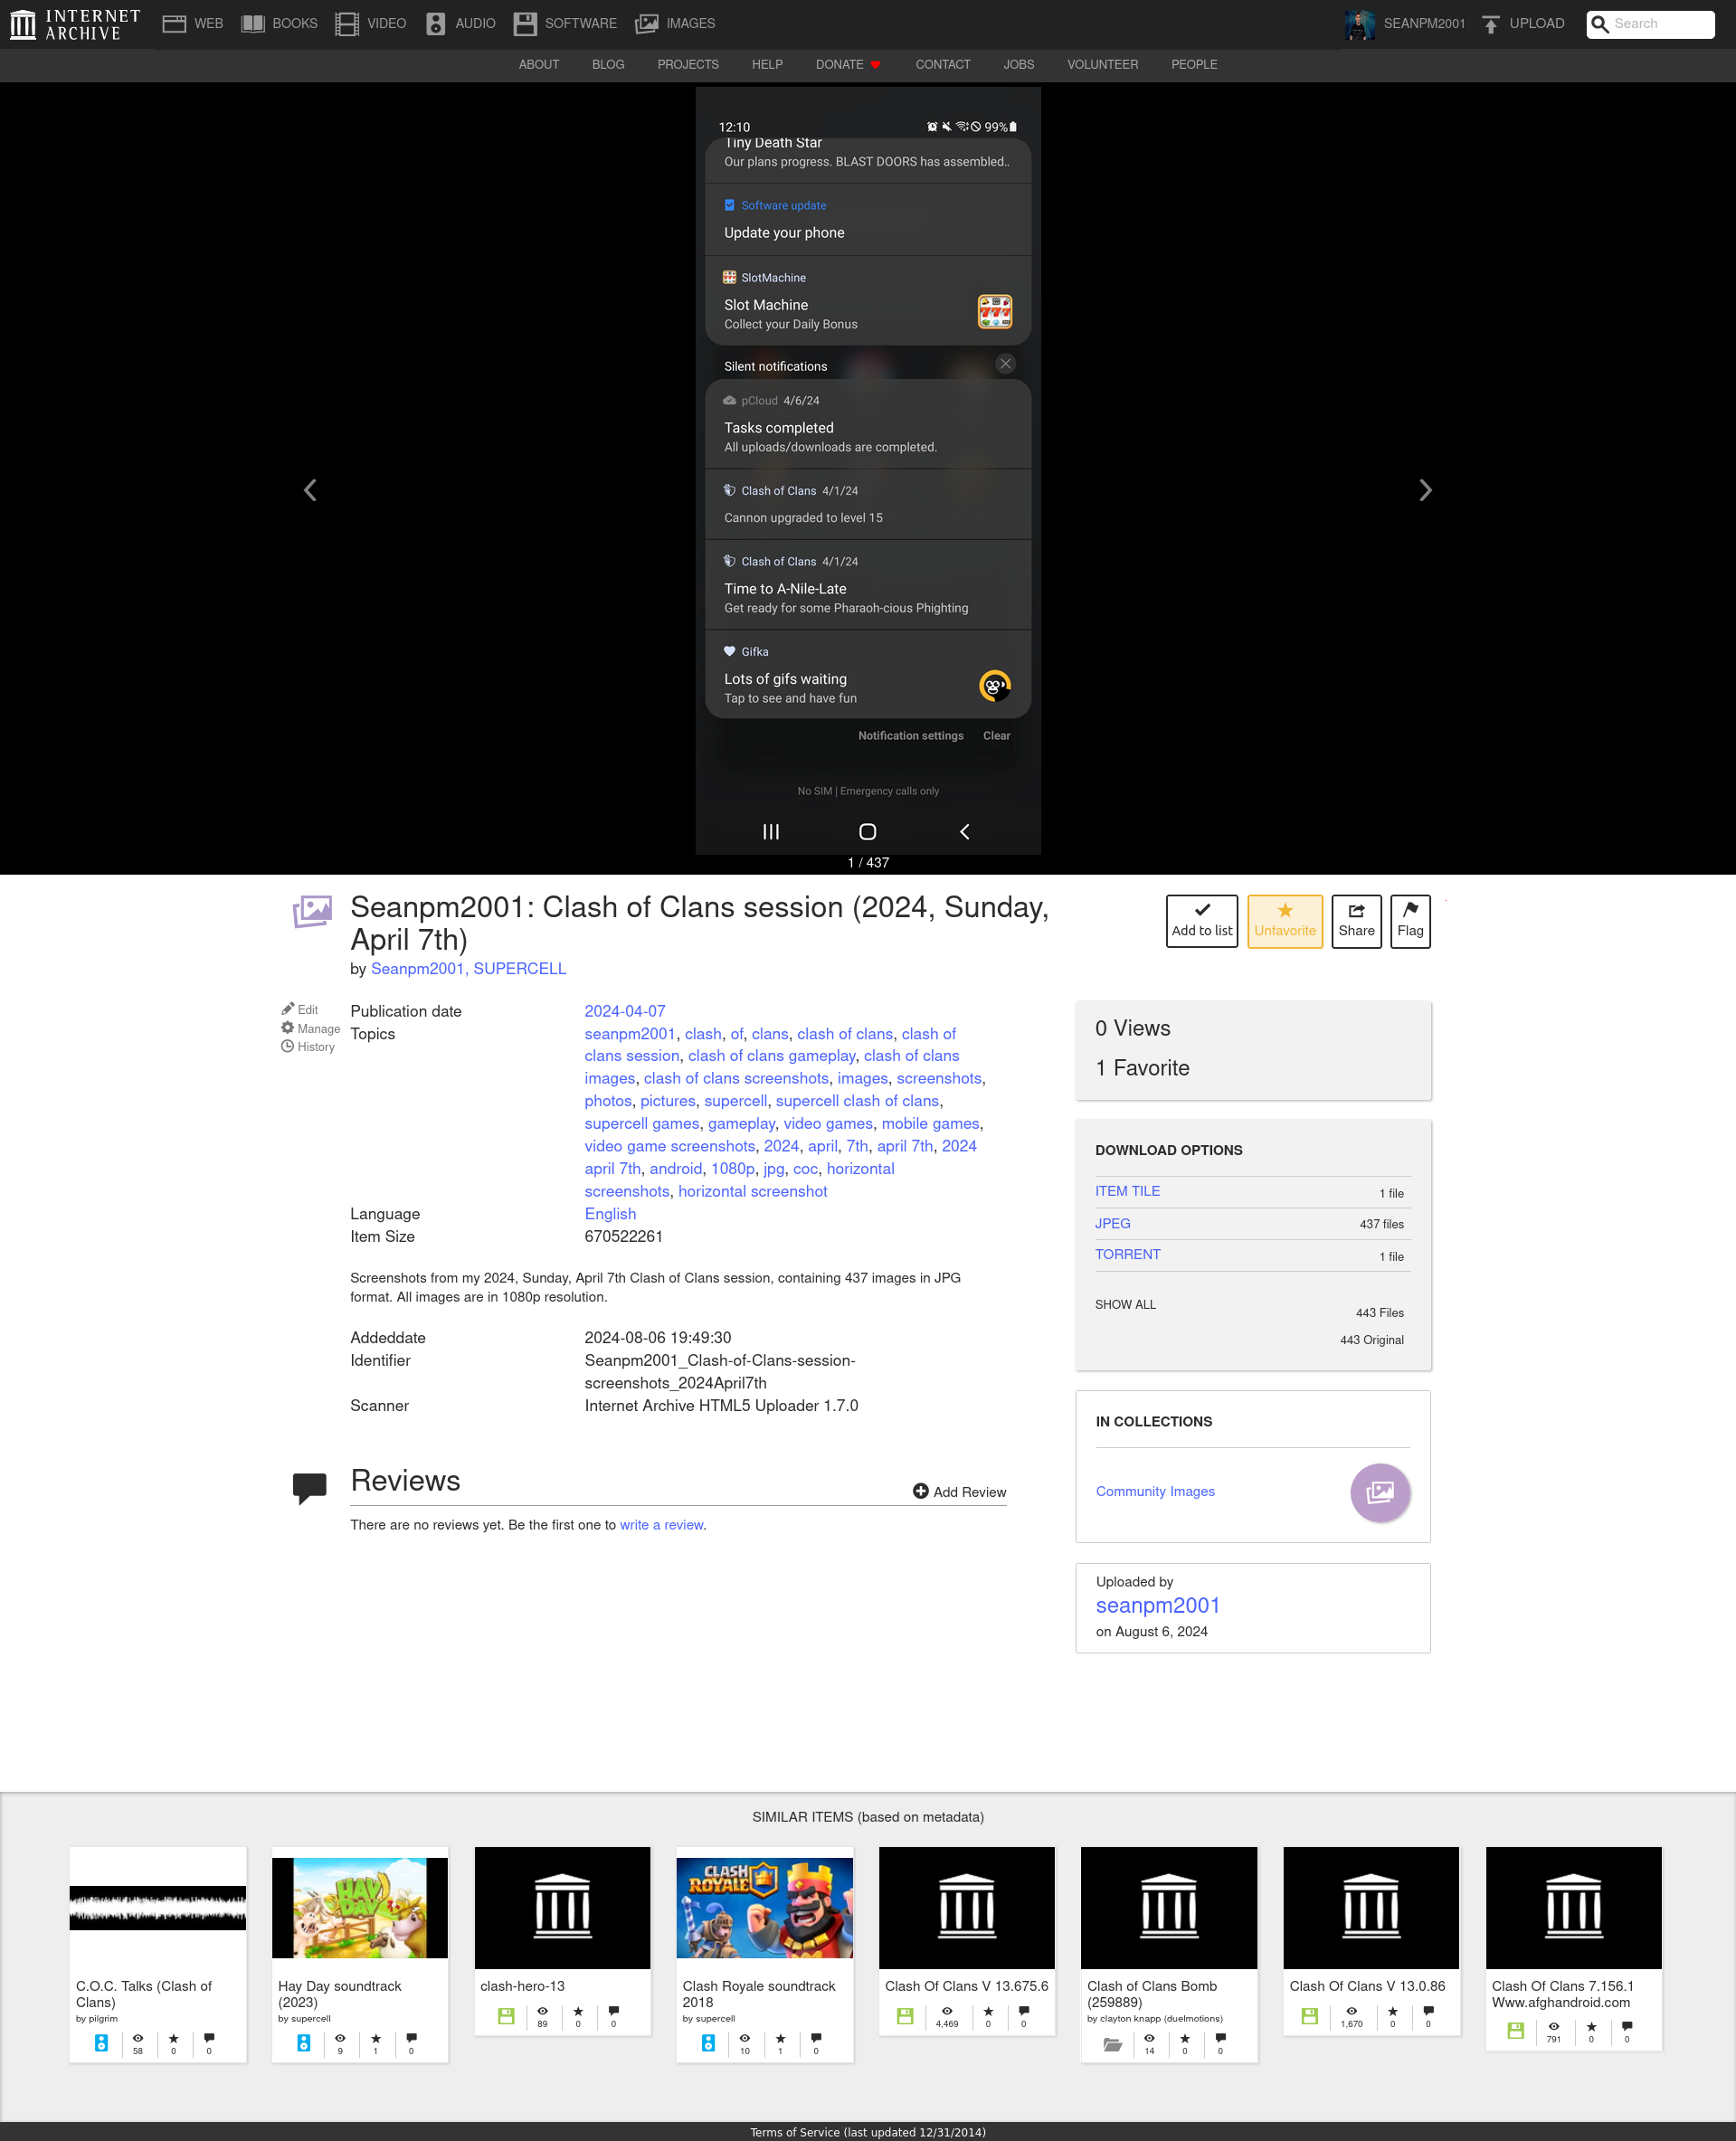 INTERNET
ARCHIVE
WEB BOOKS VIDEO AUDIO SOFTWARE IMAGES SEANPM2001 UPLOAD Search
ABOUT BLOG PROJECTS HELP DONATE CONTACT JOBS VOLUNTEER PEOPLE
12:10 99%
Tiny Death Star
Our plans progress. BLAST DOORS has assembled..
Software update
Update your phone
SlotMachine
Slot Machine
Collect your Daily Bonus
777
Silent notifications
pCloud 4/6/24
Tasks completed
All uploads/downloads are completed.
Clash of Clans 4/1/24
Cannon upgraded to level 15
Clash of Clans 4/1/24
Time to A-Nile-Late
Get ready for some Pharaoh-cious Phighting
Gifka
Lots of gifs waiting
Tap to see and have fun
Notification settings Clear
No SIM | Emergency calls only
1 / 437
Seanpm2001: Clash of Clans session (2024, Sunday,
April 7th)
by Seanpm2001, SUPERCELL
Add to list Unfavorite Share Flag
Edit
Manage
History
Publication date 2024-04-07
Topics seanpm2001, clash, of, clans, clash of clans, clash of
clans session, clash of clans gameplay, clash of clans
images, clash of clans screenshots, images, screenshots,
photos, pictures, supercell, supercell clash of clans,
supercell games, gameplay, video games, mobile games,
video game screenshots, 2024, april, 7th, april 7th, 2024
april 7th, android, 1080p, jpg, coc, horizontal
screenshots, horizontal screenshot
Language English
Item Size 670522261
Screenshots from my 2024, Sunday, April 7th Clash of Clans session, containing 437 images in JPG
format. All images are in 1080p resolution.
Addeddate 2024-08-06 19:49:30
Identifier Seanpm2001_Clash-of-Clans-session-
screenshots_2024April7th
Scanner Internet Archive HTML5 Uploader 1.7.0
Reviews
Add Review
There are no reviews yet. Be the first one to write a review.
0 Views
1 Favorite
DOWNLOAD OPTIONS
ITEM TILE 1 file
JPEG 437 files
TORRENT 1 file
SHOW ALL 443 Files
443 Original
IN COLLECTIONS
Community Images
Uploaded by
seanpm2001
on August 6, 2024
SIMILAR ITEMS (based on metadata)
HAY
DAY
CLASH
ROYALE
C.O.C. Talks (Clash of
Clans)
by pilgrim
58 0 0
Hay Day soundtrack
(2023)
by supercell
9 1 0
clash-hero-13
89 0 0
Clash Royale soundtrack
2018
by supercell
10 1 0
Clash Of Clans V 13.675.6
4,469 0 0
Clash of Clans Bomb
(259889)
by clayton knapp (duelmotions)
14 0 0
Clash Of Clans V 13.0.86
1,670 0 0
Clash Of Clans 7.156.1
Www.afghandroid.com
791 0 0
Terms of Service (last updated 12/31/2014)